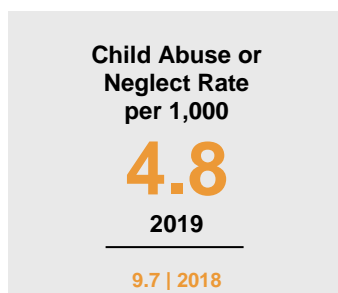 Child Abuse or
Neglect Rate
per 1,000
4.8
2019
9.7 | 2018